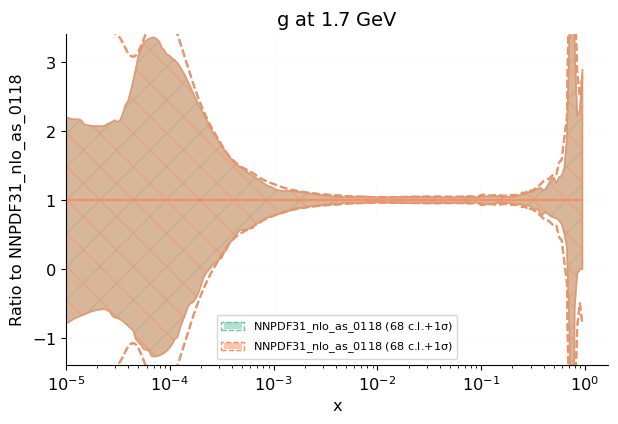 g at 1.7 GeV
Ratio to NNPDF31_nlo_as_0118
3
2
1
0
−1
10⁻⁵
10⁻⁴
10⁻³
10⁻²
10⁻¹
10⁰
x
NNPDF31_nlo_as_0118 (68 c.l.+1σ)
NNPDF31_nlo_as_0118 (68 c.l.+1σ)